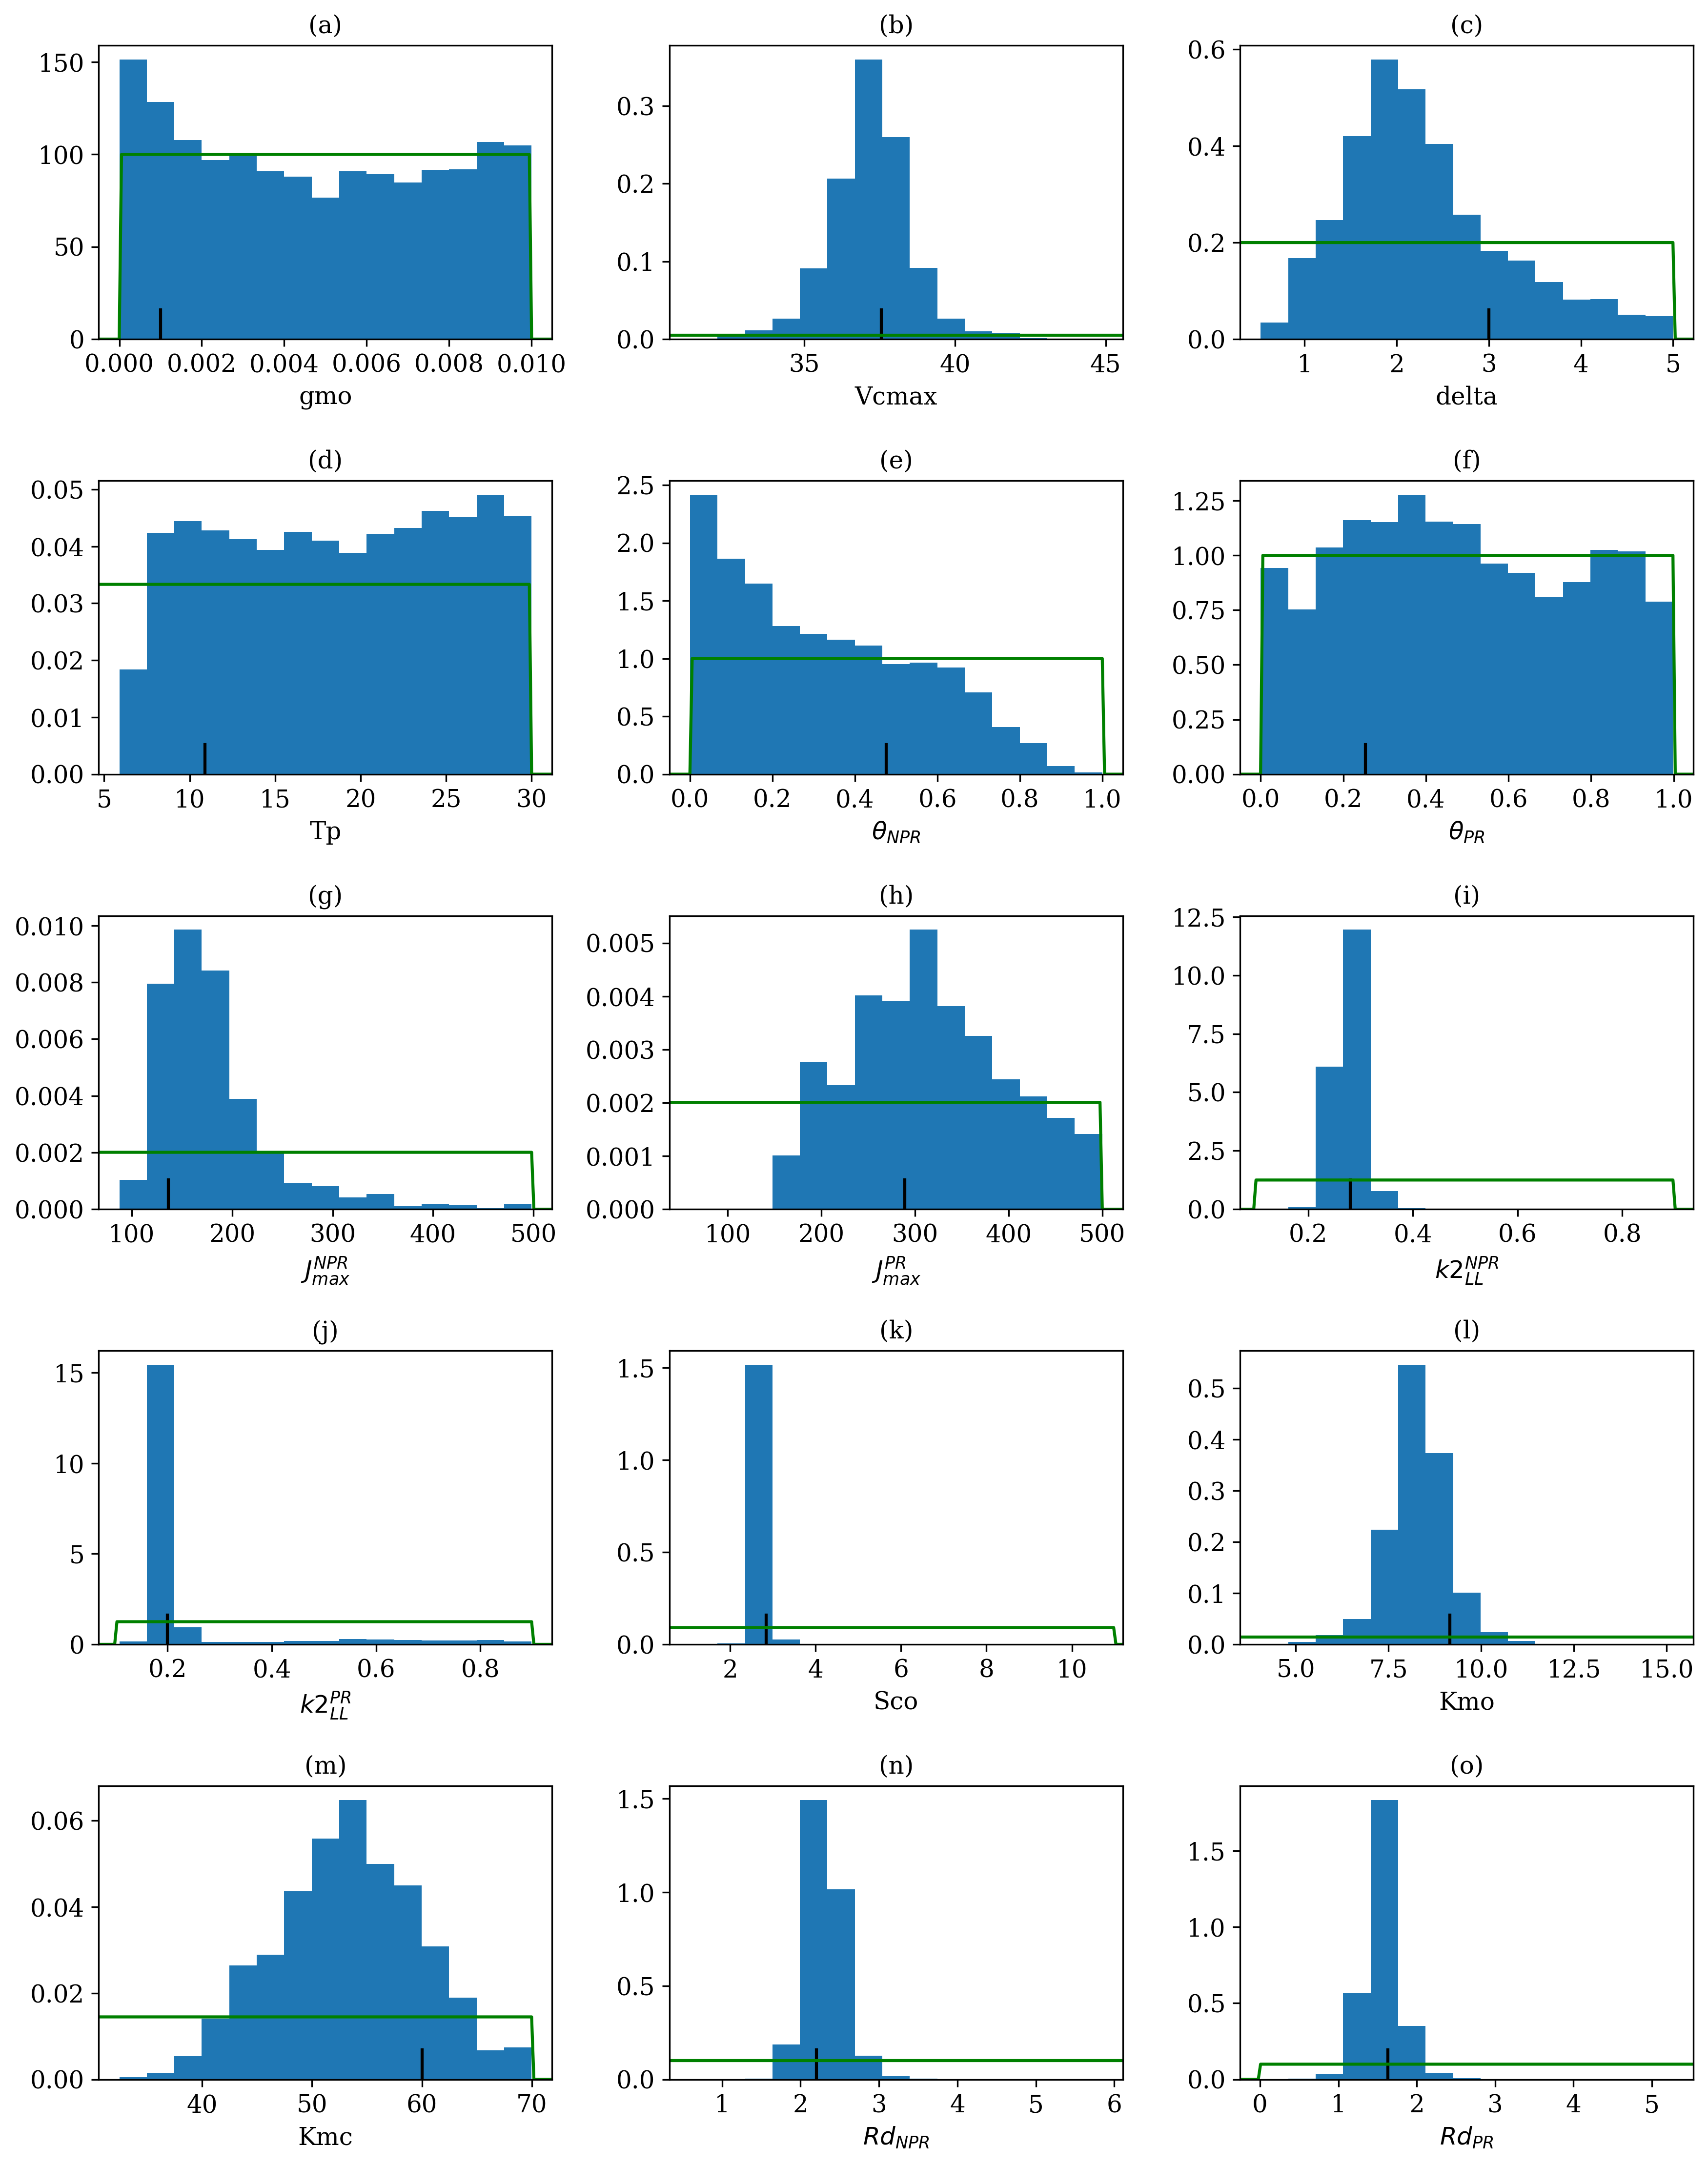 (a) (b) (c)
150 100 50 0
0.000 0.002 0.004 0.006 0.008 0.010
gmo
0.3 0.2 0.1 0.0
35 40 45
Vcmax
0.6 0.4 0.2 0.0
1 2 3 4 5
delta
(d) (e) (f)
0.05 0.04 0.03 0.02 0.01 0.00
5 10 15 20 25 30
Tp
2.5 2.0 1.5 1.0 0.5 0.0
0.0 0.2 0.4 0.6 0.8 1.0
θ_NPR
1.25 1.00 0.75 0.50 0.25 0.00
0.0 0.2 0.4 0.6 0.8 1.0
θ_PR
(g) (h) (i)
0.010 0.008 0.006 0.004 0.002 0.000
100 200 300 400 500
J_max^NPR
0.005 0.004 0.003 0.002 0.001 0.000
100 200 300 400 500
J_max^PR
12.5 10.0 7.5 5.0 2.5 0.0
0.2 0.4 0.6 0.8
k2_LL^NPR
(j) (k) (l)
15 10 5 0
0.2 0.4 0.6 0.8
k2_LL^PR
1.5 1.0 0.5 0.0
2 4 6 8 10
Sco
0.5 0.4 0.3 0.2 0.1 0.0
5.0 7.5 10.0 12.5 15.0
Kmo
(m) (n) (o)
0.06 0.04 0.02 0.00
40 50 60 70
Kmc
1.5 1.0 0.5 0.0
1 2 3 4 5 6
Rd_NPR
1.5 1.0 0.5 0.0
0 1 2 3 4 5
Rd_PR